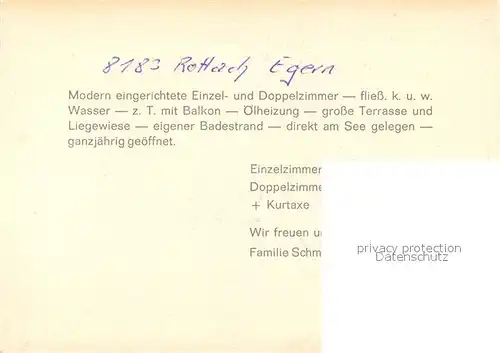 8183 Rottach Egern
Modern eingerichtete Einzel- und Doppelzimmer — fließ. k. u. w.
Wasser — z. T. mit Balkon — Ölheizung — große Terrasse und
Liegewiese — eigener Badestrand — direkt am See gelegen —
ganzjährig geöffnet.
Einzelzimmer
Doppelzimme
+ Kurtaxe
Wir freuen u
Familie Schm
privacy protection
Datenschutz